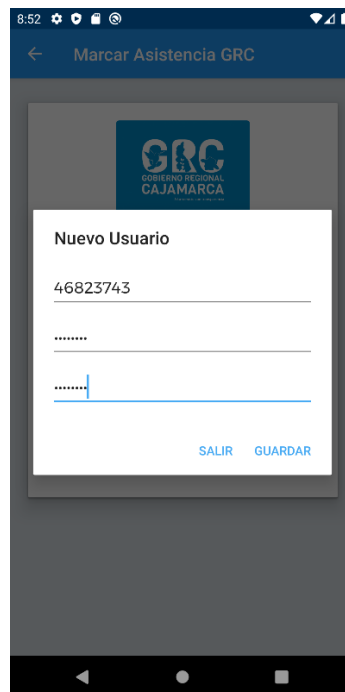 8:52
Marcar Asistencia GRC
GRC
GOBIERNO REGIONAL
CAJAMARCA
Nuevo Usuario
46823743
........
........
SALIR GUARDAR